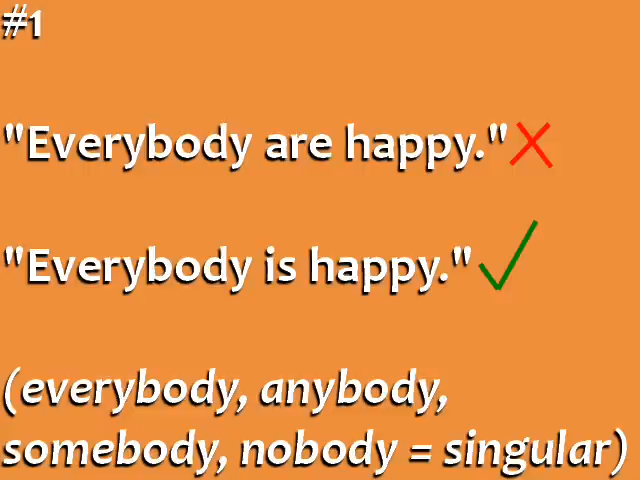 #1
"Everybody are happy."
"Everybody is happy."
(everybody, anybody,
somebody, nobody = singular)